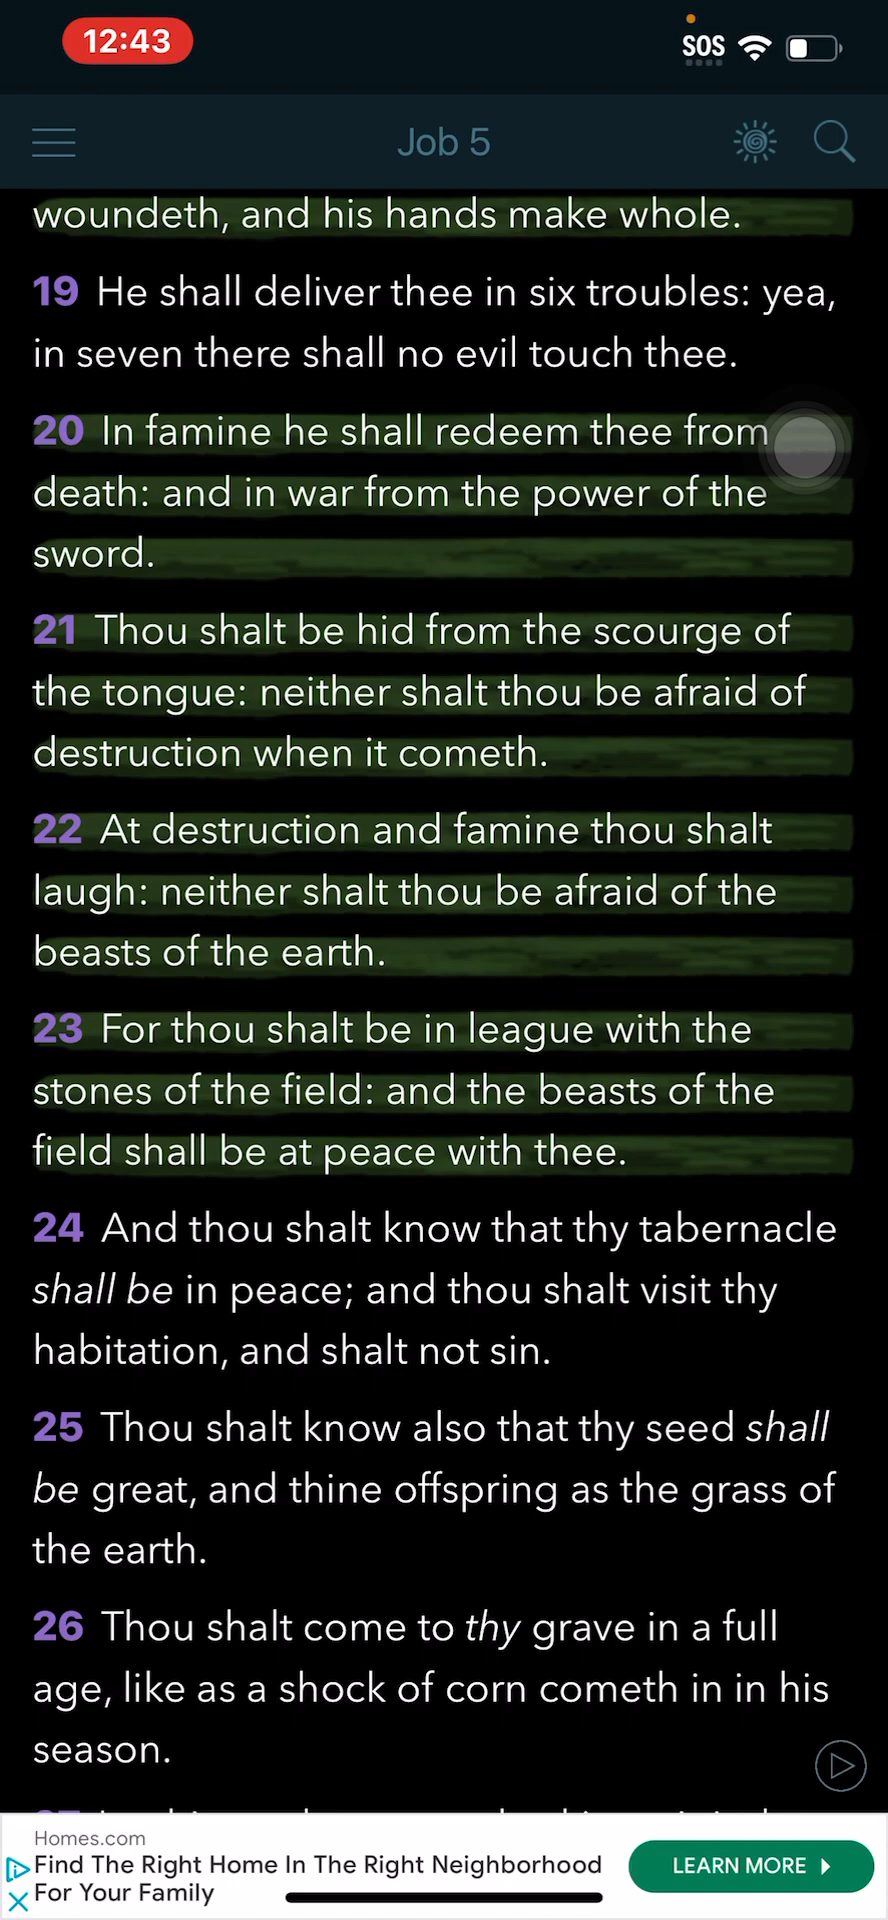 12:43
SOS
Job 5
woundeth, and his hands make whole.
19 He shall deliver thee in six troubles: yea,
in seven there shall no evil touch thee.
20 In famine he shall redeem thee from
death: and in war from the power of the
sword.
21 Thou shalt be hid from the scourge of
the tongue: neither shalt thou be afraid of
destruction when it cometh.
22 At destruction and famine thou shalt
laugh: neither shalt thou be afraid of the
beasts of the earth.
23 For thou shalt be in league with the
stones of the field: and the beasts of the
field shall be at peace with thee.
24 And thou shalt know that thy tabernacle
shall be in peace; and thou shalt visit thy
habitation, and shalt not sin.
25 Thou shalt know also that thy seed shall
be great, and thine offspring as the grass of
the earth.
26 Thou shalt come to thy grave in a full
age, like as a shock of corn cometh in in his
season.
Homes.com
Find The Right Home In The Right Neighborhood
For Your Family
LEARN MORE